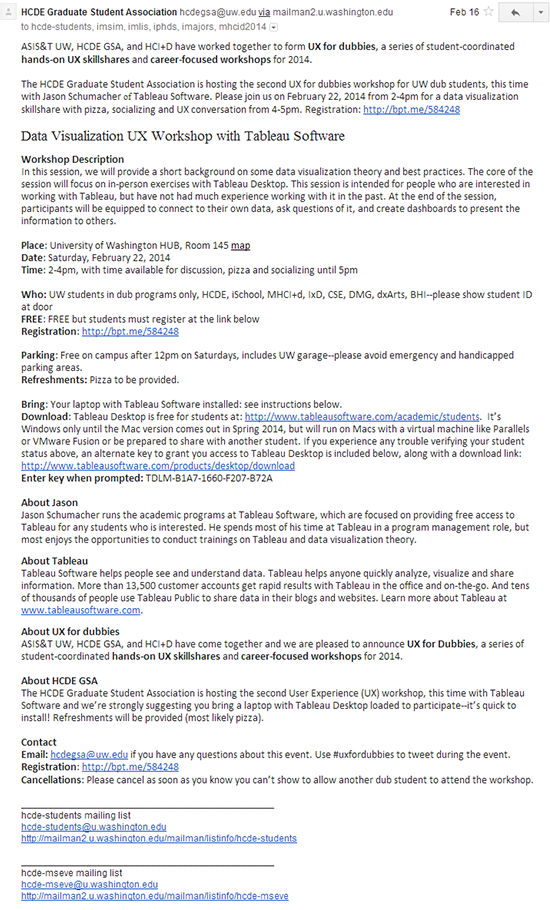 HCDE Graduate Student Association hcdegsa@uw.edu via mailman2.u.washington.edu Feb 16
to hcde-students, imsim, imlis, iphds, imajors, mhcid2014
ASIS&T UW, HCDE GSA, and HCI+D have worked together to form UX for dubbies, a series of student-coordinated
hands-on UX skillshares and career-focused workshops for 2014.
The HCDE Graduate Student Association is hosting the second UX for dubbies workshop for UW dub students, this time
with Jason Schumacher of Tableau Software. Please join us on February 22, 2014 from 2-4pm for a data visualization
skillshare with pizza, socializing and UX conversation from 4-5pm. Registration: http://bpt.me/584248
Data Visualization UX Workshop with Tableau Software
Workshop Description
In this session, we will provide a short background on some data visualization theory and best practices. The core of the
session will focus on in-person exercises with Tableau Desktop. This session is intended for people who are interested in
working with Tableau, but have not had much experience working with it in the past. At the end of the session,
participants will be equipped to connect to their own data, ask questions of it, and create dashboards to present the
information to others.
Place: University of Washington HUB, Room 145 map
Date: Saturday, February 22, 2014
Time: 2-4pm, with time available for discussion, pizza and socializing until 5pm
Who: UW students in dub programs only, HCDE, iSchool, MHCI+d, IxD, CSE, DMG, dxArts, BHI--please show student ID
at door
FREE: FREE but students must register at the link below
Registration: http://bpt.me/584248
Parking: Free on campus after 12pm on Saturdays, includes UW garage--please avoid emergency and handicapped
parking areas.
Refreshments: Pizza to be provided.
Bring: Your laptop with Tableau Software installed: see instructions below.
Download: Tableau Desktop is free for students at: http://www.tableausoftware.com/academic/students. It's
Windows only until the Mac version comes out in Spring 2014, but will run on Macs with a virtual machine like Parallels
or VMware Fusion or be prepared to share with another student. If you experience any trouble verifying your student
status above, an alternate key to grant you access to Tableau Desktop is included below, along with a download link:
http://www.tableausoftware.com/products/desktop/download
Enter key when prompted: TDLM-B1A7-1660-F207-B72A
About Jason
Jason Schumacher runs the academic programs at Tableau Software, which are focused on providing free access to
Tableau for any students who is interested. He spends most of his time at Tableau in a program management role, but
most enjoys the opportunities to conduct trainings on Tableau and data visualization theory.
About Tableau
Tableau Software helps people see and understand data. Tableau helps anyone quickly analyze, visualize and share
information. More than 13,500 customer accounts get rapid results with Tableau in the office and on-the-go. And tens
of thousands of people use Tableau Public to share data in their blogs and websites. Learn more about Tableau at
www.tableausoftware.com.
About UX for dubbies
ASIS&T UW, HCDE GSA, and HCI+D have come together and we are pleased to announce UX for Dubbies, a series of
student-coordinated hands-on UX skillshares and career-focused workshops for 2014.
About HCDE GSA
The HCDE Graduate Student Association is hosting the second User Experience (UX) workshop, this time with Tableau
Software and we're strongly suggesting you bring a laptop with Tableau Desktop loaded to participate--it's quick to
install! Refreshments will be provided (most likely pizza).
Contact
Email: hcdegsa@uw.edu if you have any questions about this event. Use #uxfordubbies to tweet during the event.
Registration: http://bpt.me/584248
Cancellations: Please cancel as soon as you know you can't show to allow another dub student to attend the workshop.
hcde-students mailing list
hcde-students@u.washington.edu
http://mailman2.u.washington.edu/mailman/listinfo/hcde-students
hcde-mseve mailing list
hcde-mseve@u.washington.edu
http://mailman2.u.washington.edu/mailman/listinfo/hcde-mseve